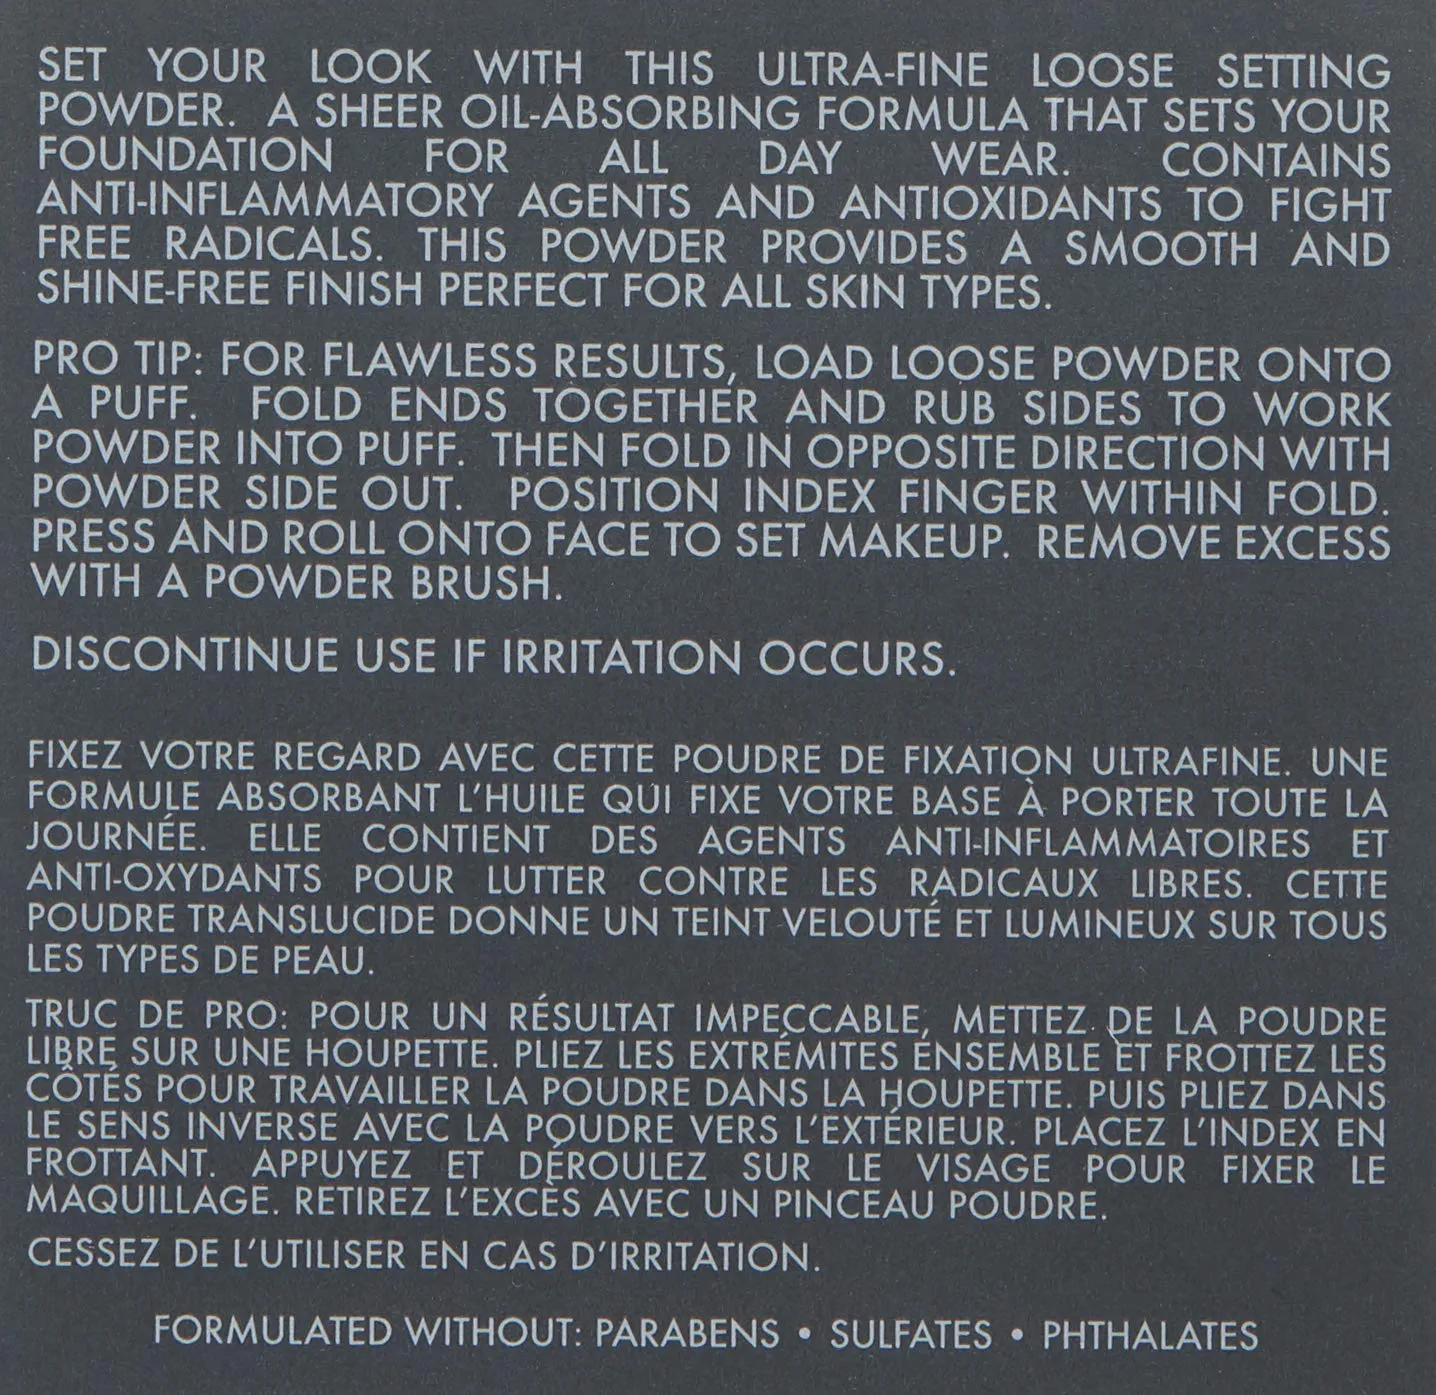 SET YOUR LOOK WITH THIS ULTRA-FINE LOOSE SETTING
POWDER. A SHEER OIL-ABSORBING FORMULA THAT SETS YOUR
FOUNDATION FOR ALL DAY WEAR. CONTAINS
ANTI-INFLAMMATORY AGENTS AND ANTIOXIDANTS TO FIGHT
FREE RADICALS. THIS POWDER PROVIDES A SMOOTH AND
SHINE-FREE FINISH PERFECT FOR ALL SKIN TYPES.
PRO TIP: FOR FLAWLESS RESULTS, LOAD LOOSE POWDER ONTO
A PUFF. FOLD ENDS TOGETHER AND RUB SIDES TO WORK
POWDER INTO PUFF. THEN FOLD IN OPPOSITE DIRECTION WITH
POWDER SIDE OUT. POSITION INDEX FINGER WITHIN FOLD.
PRESS AND ROLL ONTO FACE TO SET MAKEUP. REMOVE EXCESS
WITH A POWDER BRUSH.
DISCONTINUE USE IF IRRITATION OCCURS.
FIXEZ VOTRE REGARD AVEC CETTE POUDRE DE FIXATION ULTRAFINE. UNE
FORMULE ABSORBANT L'HUILE QUI FIXE VOTRE BASE À PORTER TOUTE LA
JOURNÉE. ELLE CONTIENT DES AGENTS ANTI-INFLAMMATOIRES ET
ANTI-OXYDANTS POUR LUTTER CONTRE LES RADICAUX LIBRES. CETTE
POUDRE TRANSLUCIDE DONNE UN TEINT VELOUTÉ ET LUMINEUX SUR TOUS
LES TYPES DE PEAU.
TRUC DE PRO: POUR UN RÉSULTAT IMPECCABLE, METTEZ DE LA POUDRE
LIBRE SUR UNE HOUPETTE. PLIEZ LES EXTRÉMITES ENSEMBLE ET FROTTEZ LES
CÔTÉS POUR TRAVAILLER LA POUDRE DANS LA HOUPETTE. PUIS PLIEZ DANS
LE SENS INVERSE AVEC LA POUDRE VERS L'EXTÉRIEUR. PLACEZ L'INDEX EN
FROTTANT. APPUYEZ ET DÉROULEZ SUR LE VISAGE POUR FIXER LE
MAQUILLAGE. RETIREZ L'EXCÈS AVEC UN PINCEAU POUDRE.
CESSEZ DE L'UTILISER EN CAS D'IRRITATION.
FORMULATED WITHOUT: PARABENS • SULFATES • PHTHALATES